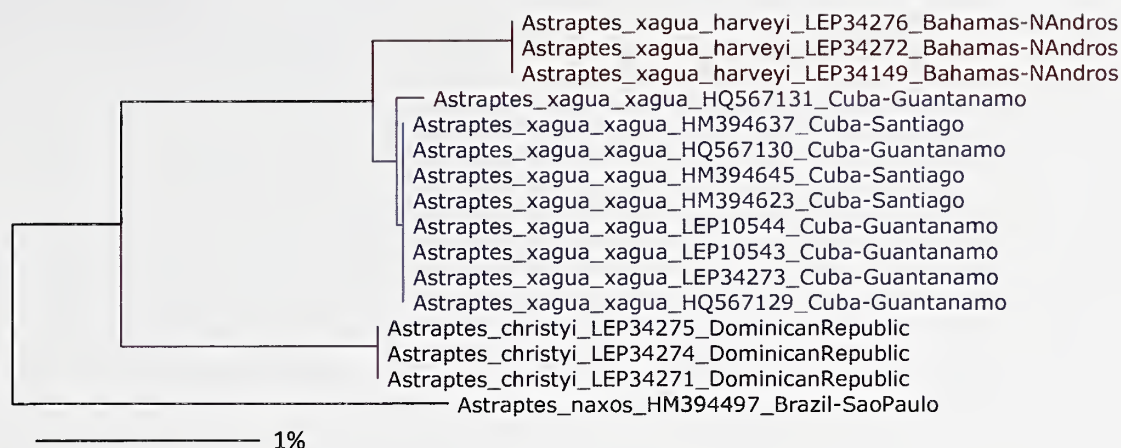 Astraptes_xagua_harveyi_LEP34276_Bahamas-NAndros
Astraptes_xagua_harveyi_LEP34272_Bahamas-NAndros
Astraptes_xagua_harveyi_LEP34149_Bahamas-NAndros
Astraptes_xagua_xagua_HQ567131_Cuba-Guantanamo
Astraptes_xagua_xagua_HM394637_Cuba-Santiago
Astraptes_xagua_xagua_HQ567130_Cuba-Guantanamo
Astraptes_xagua_xagua_HM394645_Cuba-Santiago
Astraptes_xagua_xagua_HM394623_Cuba-Santiago
Astraptes_xagua_xagua_LEP10544_Cuba-Guantanamo
Astraptes_xagua_xagua_LEP10543_Cuba-Guantanamo
Astraptes_xagua_xagua_LEP34273_Cuba-Guantanamo
Astraptes_xagua_xagua_HQ567129_Cuba-Guantanamo
Astraptes_christyi_LEP34275_DominicanRepublic
Astraptes_christyi_LEP34274_DominicanRepublic
Astraptes_christyi_LEP34271_DominicanRepublic
Astraptes_naxos_HM394497_Brazil-SaoPaulo
1%